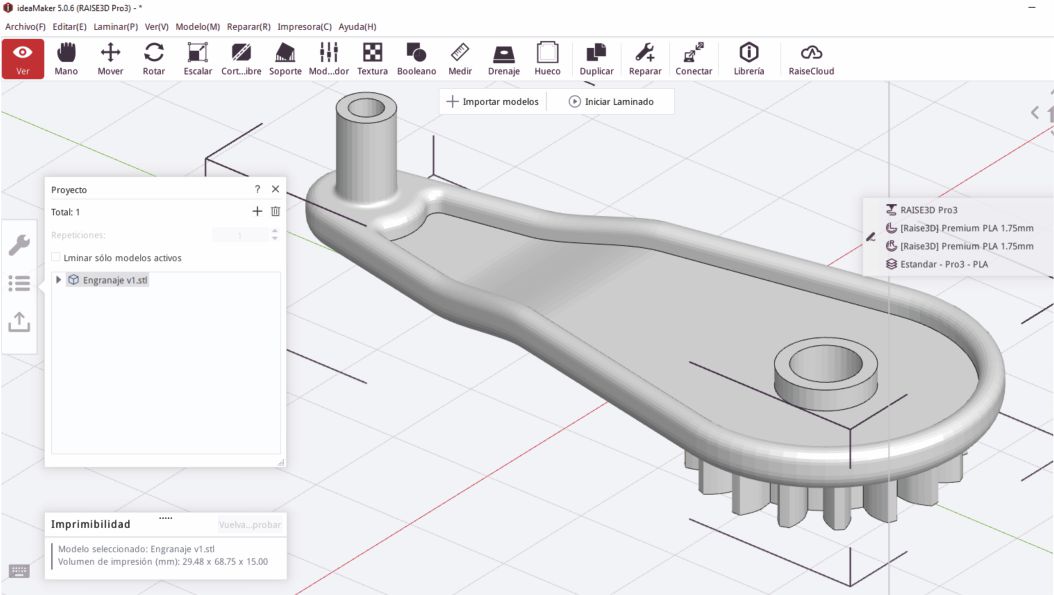 ideaMaker 5.0.6 (RAISE3D Pro3) - *
Archivo(F) Editar(E) Laminar(P) Ver(V) Modelo(M) Reparar(R) Impresora(C) Ayuda(H)
Ver Mano Mover Rotar Escalar Cort...ibre Soporte Mod...dor Textura Booleano Medir Drenaje Hueco Duplicar Reparar Conectar Librería RaiseCloud
Importar modelos Iniciar Laminado
Proyecto ? ×
Total: 1
Repeticiones: 1
Lminar sólo modelos activos
Engranaje v1.stl
RAISE3D Pro3
[Raise3D] Premium PLA 1.75mm
[Raise3D] Premium PLA 1.75mm
Estandar - Pro3 - PLA
Imprimibilidad Vuelva...probar
Modelo seleccionado: Engranaje v1.stl
Volumen de impresión (mm): 29.48 x 68.75 x 15.00